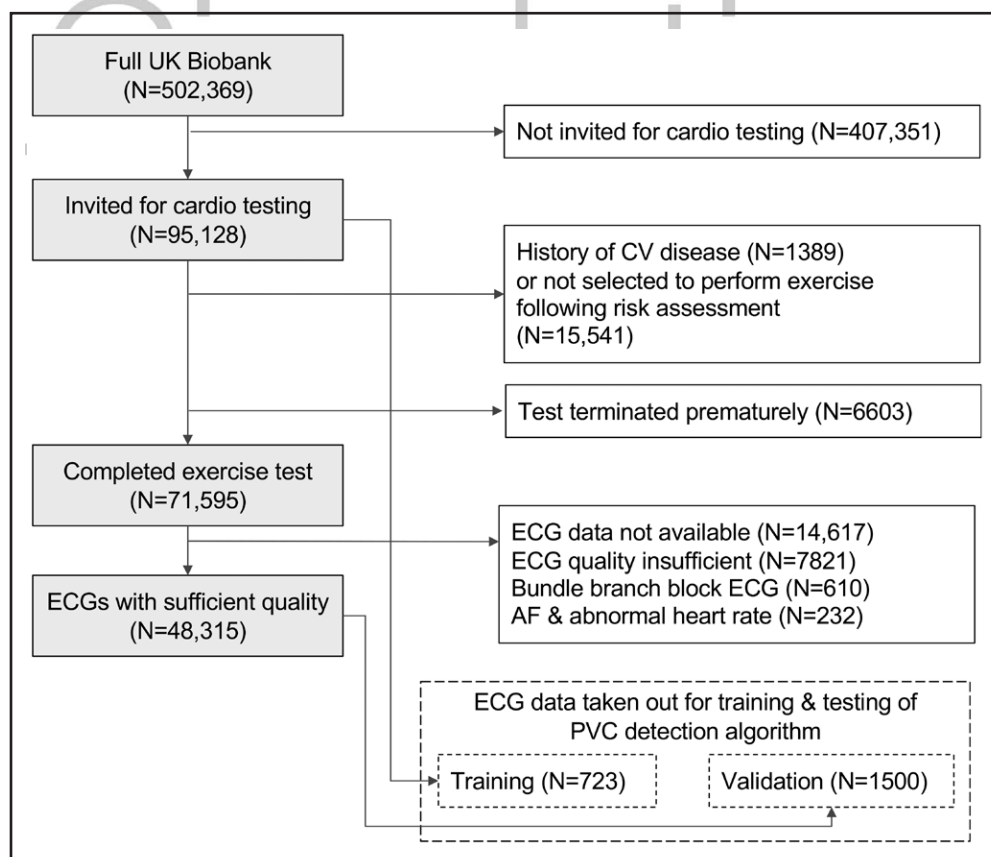 Full UK Biobank
(N=502,369)
Not invited for cardio testing (N=407,351)
Invited for cardio testing
(N=95,128)
History of CV disease (N=1389)
or not selected to perform exercise
following risk assessment
(N=15,541)
Test terminated prematurely (N=6603)
Completed exercise test
(N=71,595)
ECG data not available (N=14,617)
ECG quality insufficient (N=7821)
Bundle branch block ECG (N=610)
AF & abnormal heart rate (N=232)
ECGs with sufficient quality
(N=48,315)
ECG data taken out for training & testing of
PVC detection algorithm
Training (N=723)
Validation (N=1500)